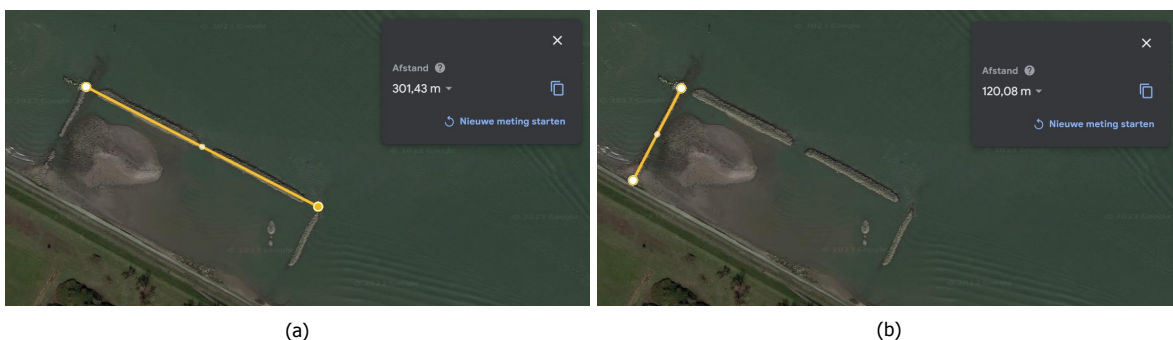 Afstand
301,43 m
Nieuwe meting starten
Afstand
120,08 m
Nieuwe meting starten
(a)
(b)